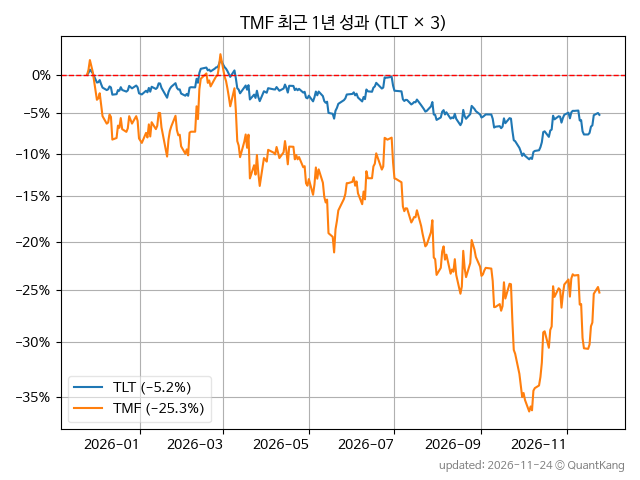 TMF 최근 1년 성과 (TLT × 3)
0%
−5%
−10%
−15%
−20%
−25%
−30%
−35%
TLT (−5.2%)
TMF (−25.3%)
2026−01 2026−03 2026−05 2026−07 2026−09 2026−11
updated: 2026−11−24 © QuantKang